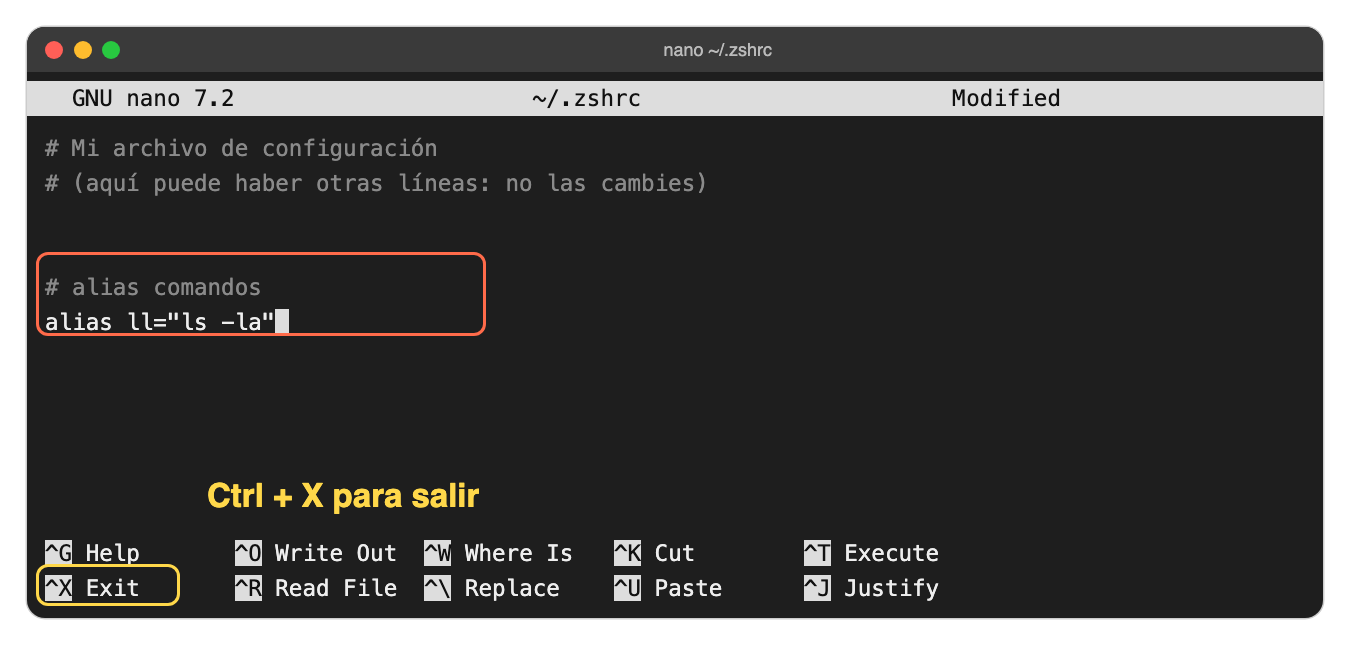 nano ~/.zshrc
GNU nano 7.2 ~/.zshrc Modified
# Mi archivo de configuración
# (aquí puede haber otras líneas: no las cambies)
# alias comandos
alias ll="ls -la"
Ctrl + X para salir
^G Help ^O Write Out ^W Where Is ^K Cut ^T Execute
^X Exit ^R Read File ^\ Replace ^U Paste ^J Justify